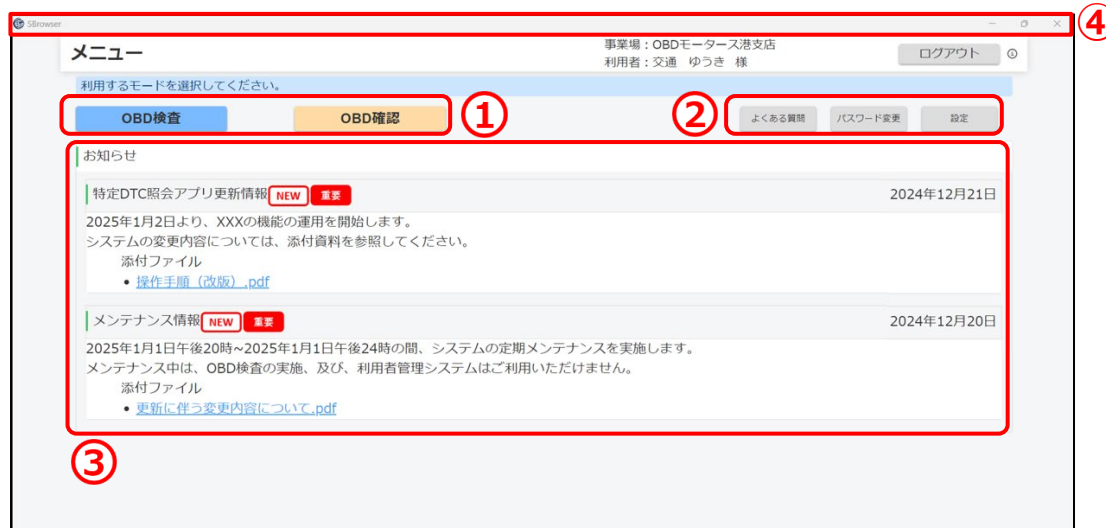 SBrowser
④
メニュー
事業場：OBDモータース港支店
利用者：交通 ゆうき 様
ログアウト
利用するモードを選択してください。
OBD検査
OBD確認
①
②
よくある質問
パスワード変更
設定
お知らせ
特定DTC照会アプリ更新情報 NEW 重要 2024年12月21日
2025年1月2日より、XXXの機能の運用を開始します。
システムの変更内容については、添付資料を参照してください。
添付ファイル
• 操作手順（改版）.pdf
メンテナンス情報 NEW 重要 2024年12月20日
2025年1月1日午後20時~2025年1月1日午後24時の間、システムの定期メンテナンスを実施します。
メンテナンス中は、OBD検査の実施、及び、利用者管理システムはご利用いただけません。
添付ファイル
• 更新に伴う変更内容について.pdf
③